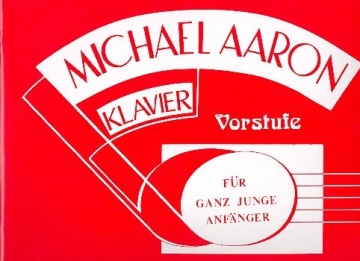 MICHAEL AARON
KLAVIER
Vorstufe
FÜR
GANZ JUNGE
ANFÄNGER